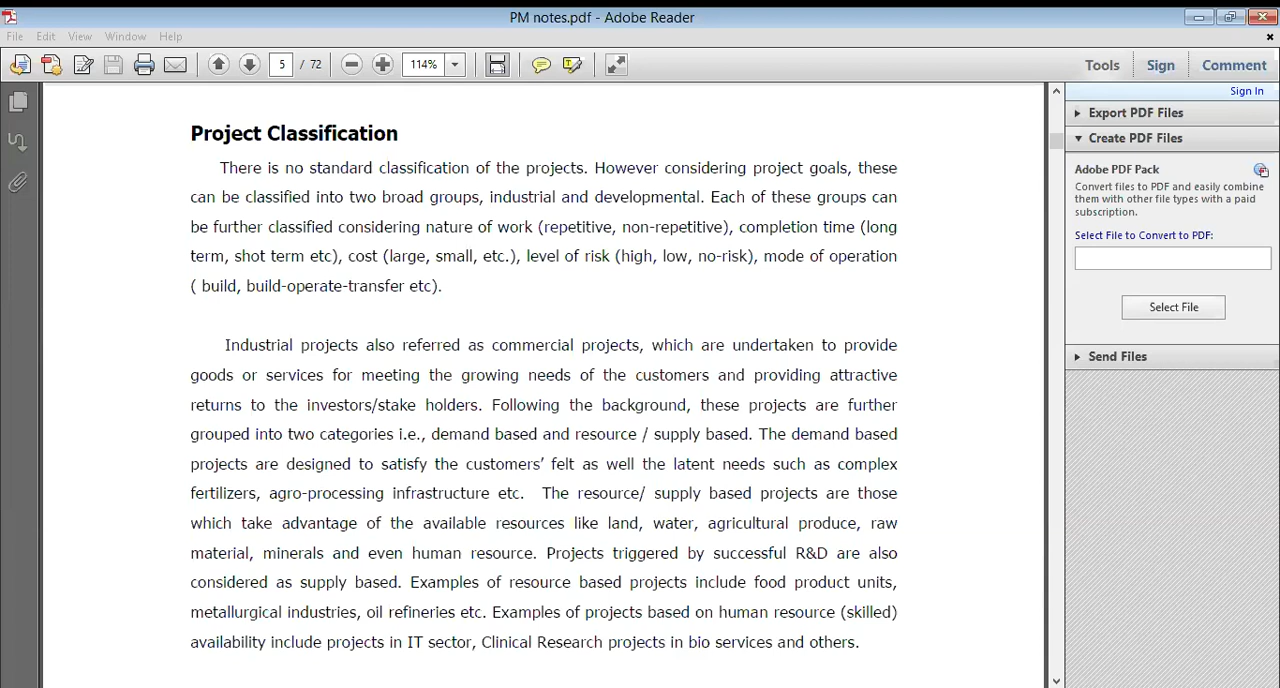 PM notes.pdf - Adobe Reader
File Edit View Window Help
5 / 72 114% Tools Sign Comment
Sign In
Export PDF Files
Create PDF Files
Adobe PDF Pack
Convert files to PDF and easily combine
them with other file types with a paid
subscription.
Select File to Convert to PDF:
Select File
Send Files
Project Classification
There is no standard classification of the projects. However considering project goals, these
can be classified into two broad groups, industrial and developmental. Each of these groups can
be further classified considering nature of work (repetitive, non-repetitive), completion time (long
term, shot term etc), cost (large, small, etc.), level of risk (high, low, no-risk), mode of operation
( build, build-operate-transfer etc).
Industrial projects also referred as commercial projects, which are undertaken to provide
goods or services for meeting the growing needs of the customers and providing attractive
returns to the investors/stake holders. Following the background, these projects are further
grouped into two categories i.e., demand based and resource / supply based. The demand based
projects are designed to satisfy the customers’ felt as well the latent needs such as complex
fertilizers, agro-processing infrastructure etc. The resource/ supply based projects are those
which take advantage of the available resources like land, water, agricultural produce, raw
material, minerals and even human resource. Projects triggered by successful R&D are also
considered as supply based. Examples of resource based projects include food product units,
metallurgical industries, oil refineries etc. Examples of projects based on human resource (skilled)
availability include projects in IT sector, Clinical Research projects in bio services and others.